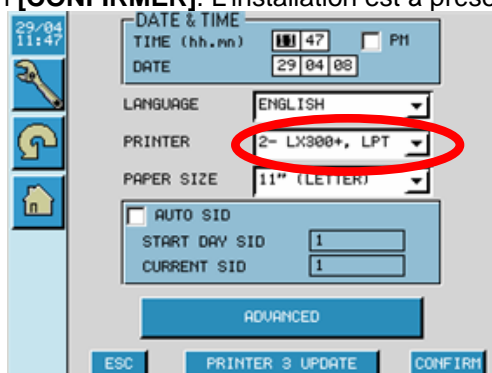 [CONFIRMER]. L'installation est à prése
29/04
11:47
DATE & TIME
TIME (hh.mn) 11 47 PM
DATE 29 04 08
LANGUAGE ENGLISH
PRINTER 2- LX300+, LPT
PAPER SIZE 11" (LETTER)
AUTO SID
START DAY SID 1
CURRENT SID 1
ADVANCED
ESC PRINTER 3 UPDATE CONFIRM